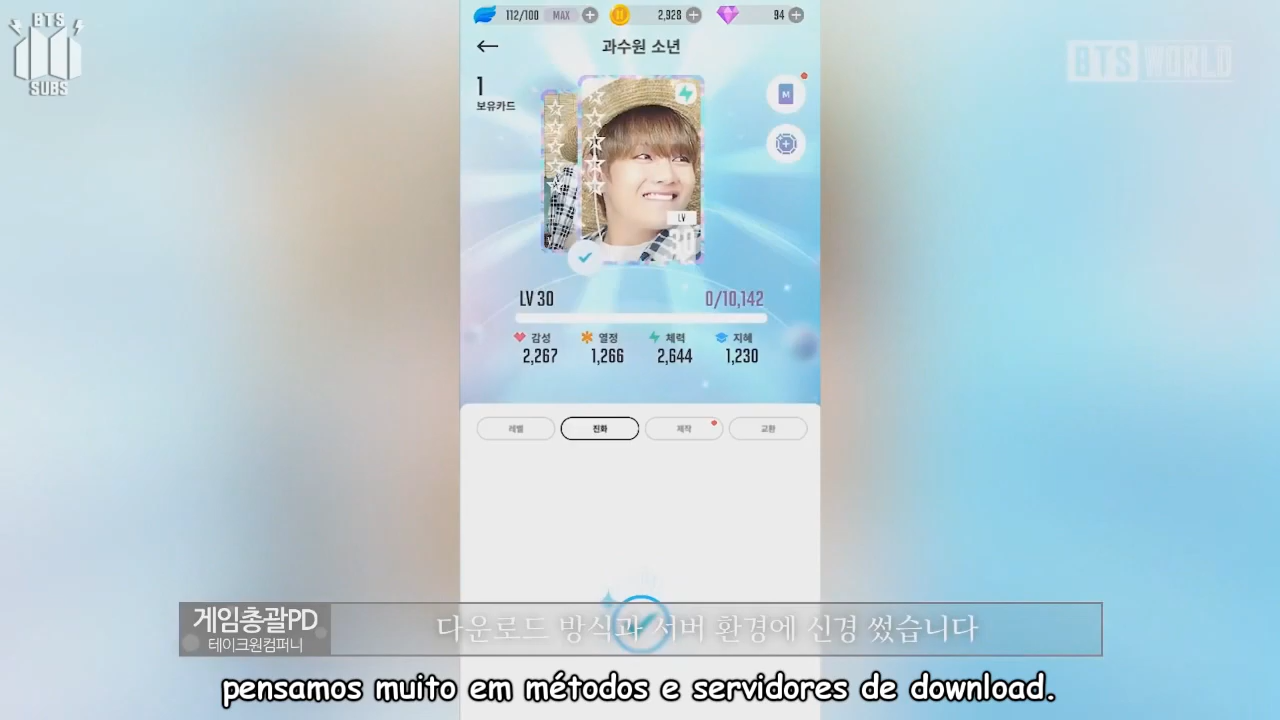 BTS
SUBS
112/100 MAX
2,928
94
BTS WORLD
과수원 소년
1
보유카드
M
LV
30
LV 30
0/10,142
감성 열정 체력 지혜
2,267 1,266 2,644 1,230
레벨 진화 제작 교환
게임총괄PD
테이크원컴퍼니
다운로드 방식과 서버 환경에 신경 썼습니다
pensamos muito em métodos e servidores de download.